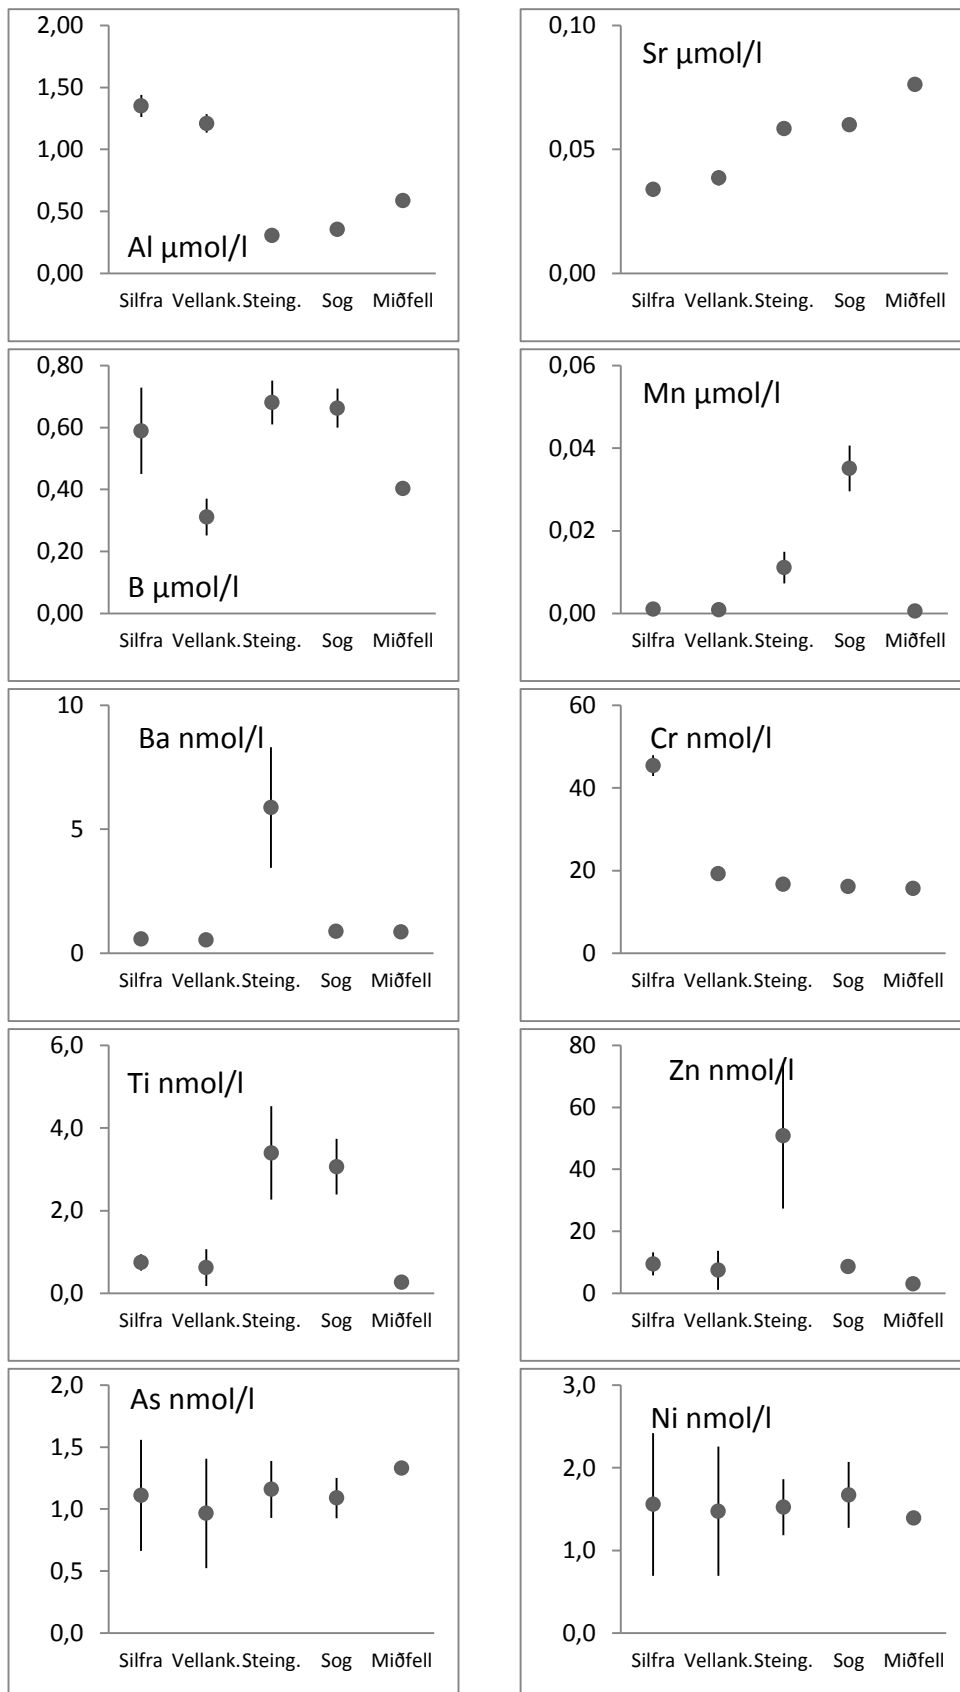 2,00
1,50
1,00
0,50
0,00
Al µmol/l
Silfra Vellank. Steing. Sog Miðfell
0,10
0,05
0,00
Sr µmol/l
Silfra Vellank. Steing. Sog Miðfell
0,80
0,60
0,40
0,20
0,00
B µmol/l
Silfra Vellank. Steing. Sog Miðfell
0,06
0,04
0,02
0,00
Mn µmol/l
Silfra Vellank. Steing. Sog Miðfell
10
5
0
Ba nmol/l
Silfra Vellank. Steing. Sog Miðfell
60
40
20
0
Cr nmol/l
Silfra Vellank. Steing. Sog Miðfell
6,0
4,0
2,0
0,0
Ti nmol/l
Silfra Vellank. Steing. Sog Miðfell
80
60
40
20
0
Zn nmol/l
Silfra Vellank. Steing. Sog Miðfell
2,0
1,5
1,0
0,5
0,0
As nmol/l
Silfra Vellank. Steing. Sog Miðfell
3,0
2,0
1,0
0,0
Ni nmol/l
Silfra Vellank. Steing. Sog Miðfell